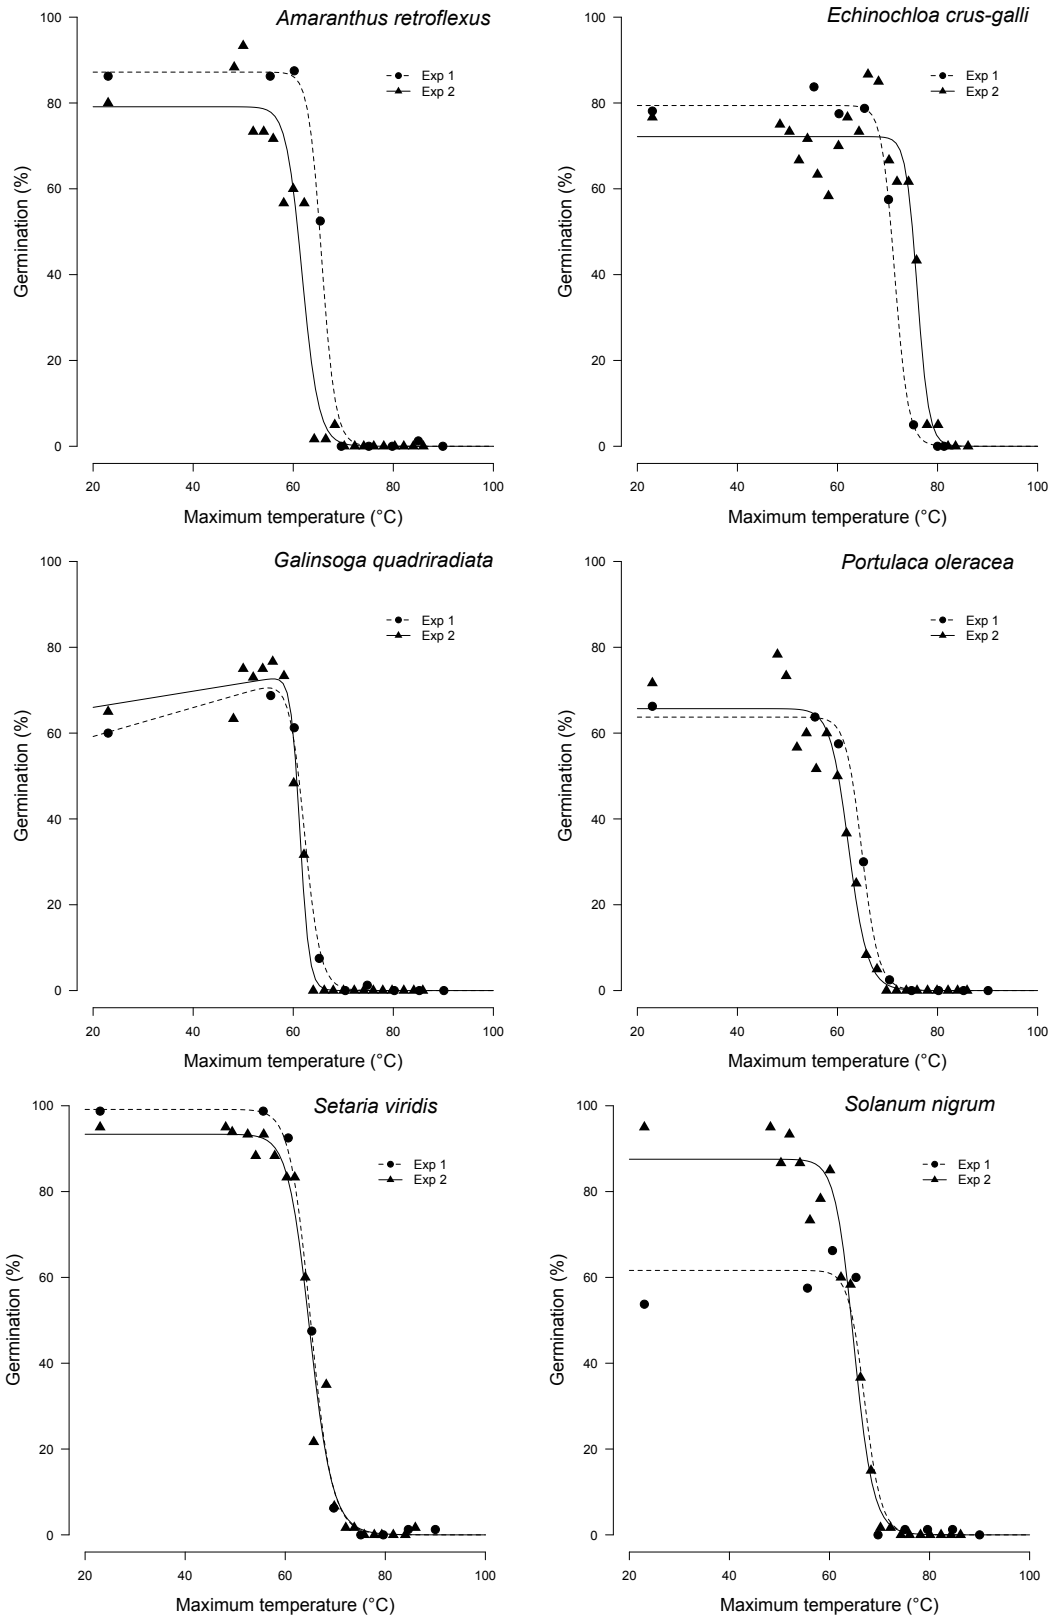 Amaranthus retroflexus
100
80
60
40
20
0
Germination (%)
Exp 1
Exp 2
20 40 60 80 100
Maximum temperature (°C)
Echinochloa crus-galli
100
80
60
40
20
0
Germination (%)
Exp 1
Exp 2
20 40 60 80 100
Maximum temperature (°C)
Galinsoga quadriradiata
100
80
60
40
20
0
Germination (%)
Exp 1
Exp 2
20 40 60 80 100
Maximum temperature (°C)
Portulaca oleracea
100
80
60
40
20
0
Germination (%)
Exp 1
Exp 2
20 40 60 80 100
Maximum temperature (°C)
Setaria viridis
100
80
60
40
20
0
Germination (%)
Exp 1
Exp 2
20 40 60 80 100
Maximum temperature (°C)
Solanum nigrum
100
80
60
40
20
0
Germination (%)
Exp 1
Exp 2
20 40 60 80 100
Maximum temperature (°C)